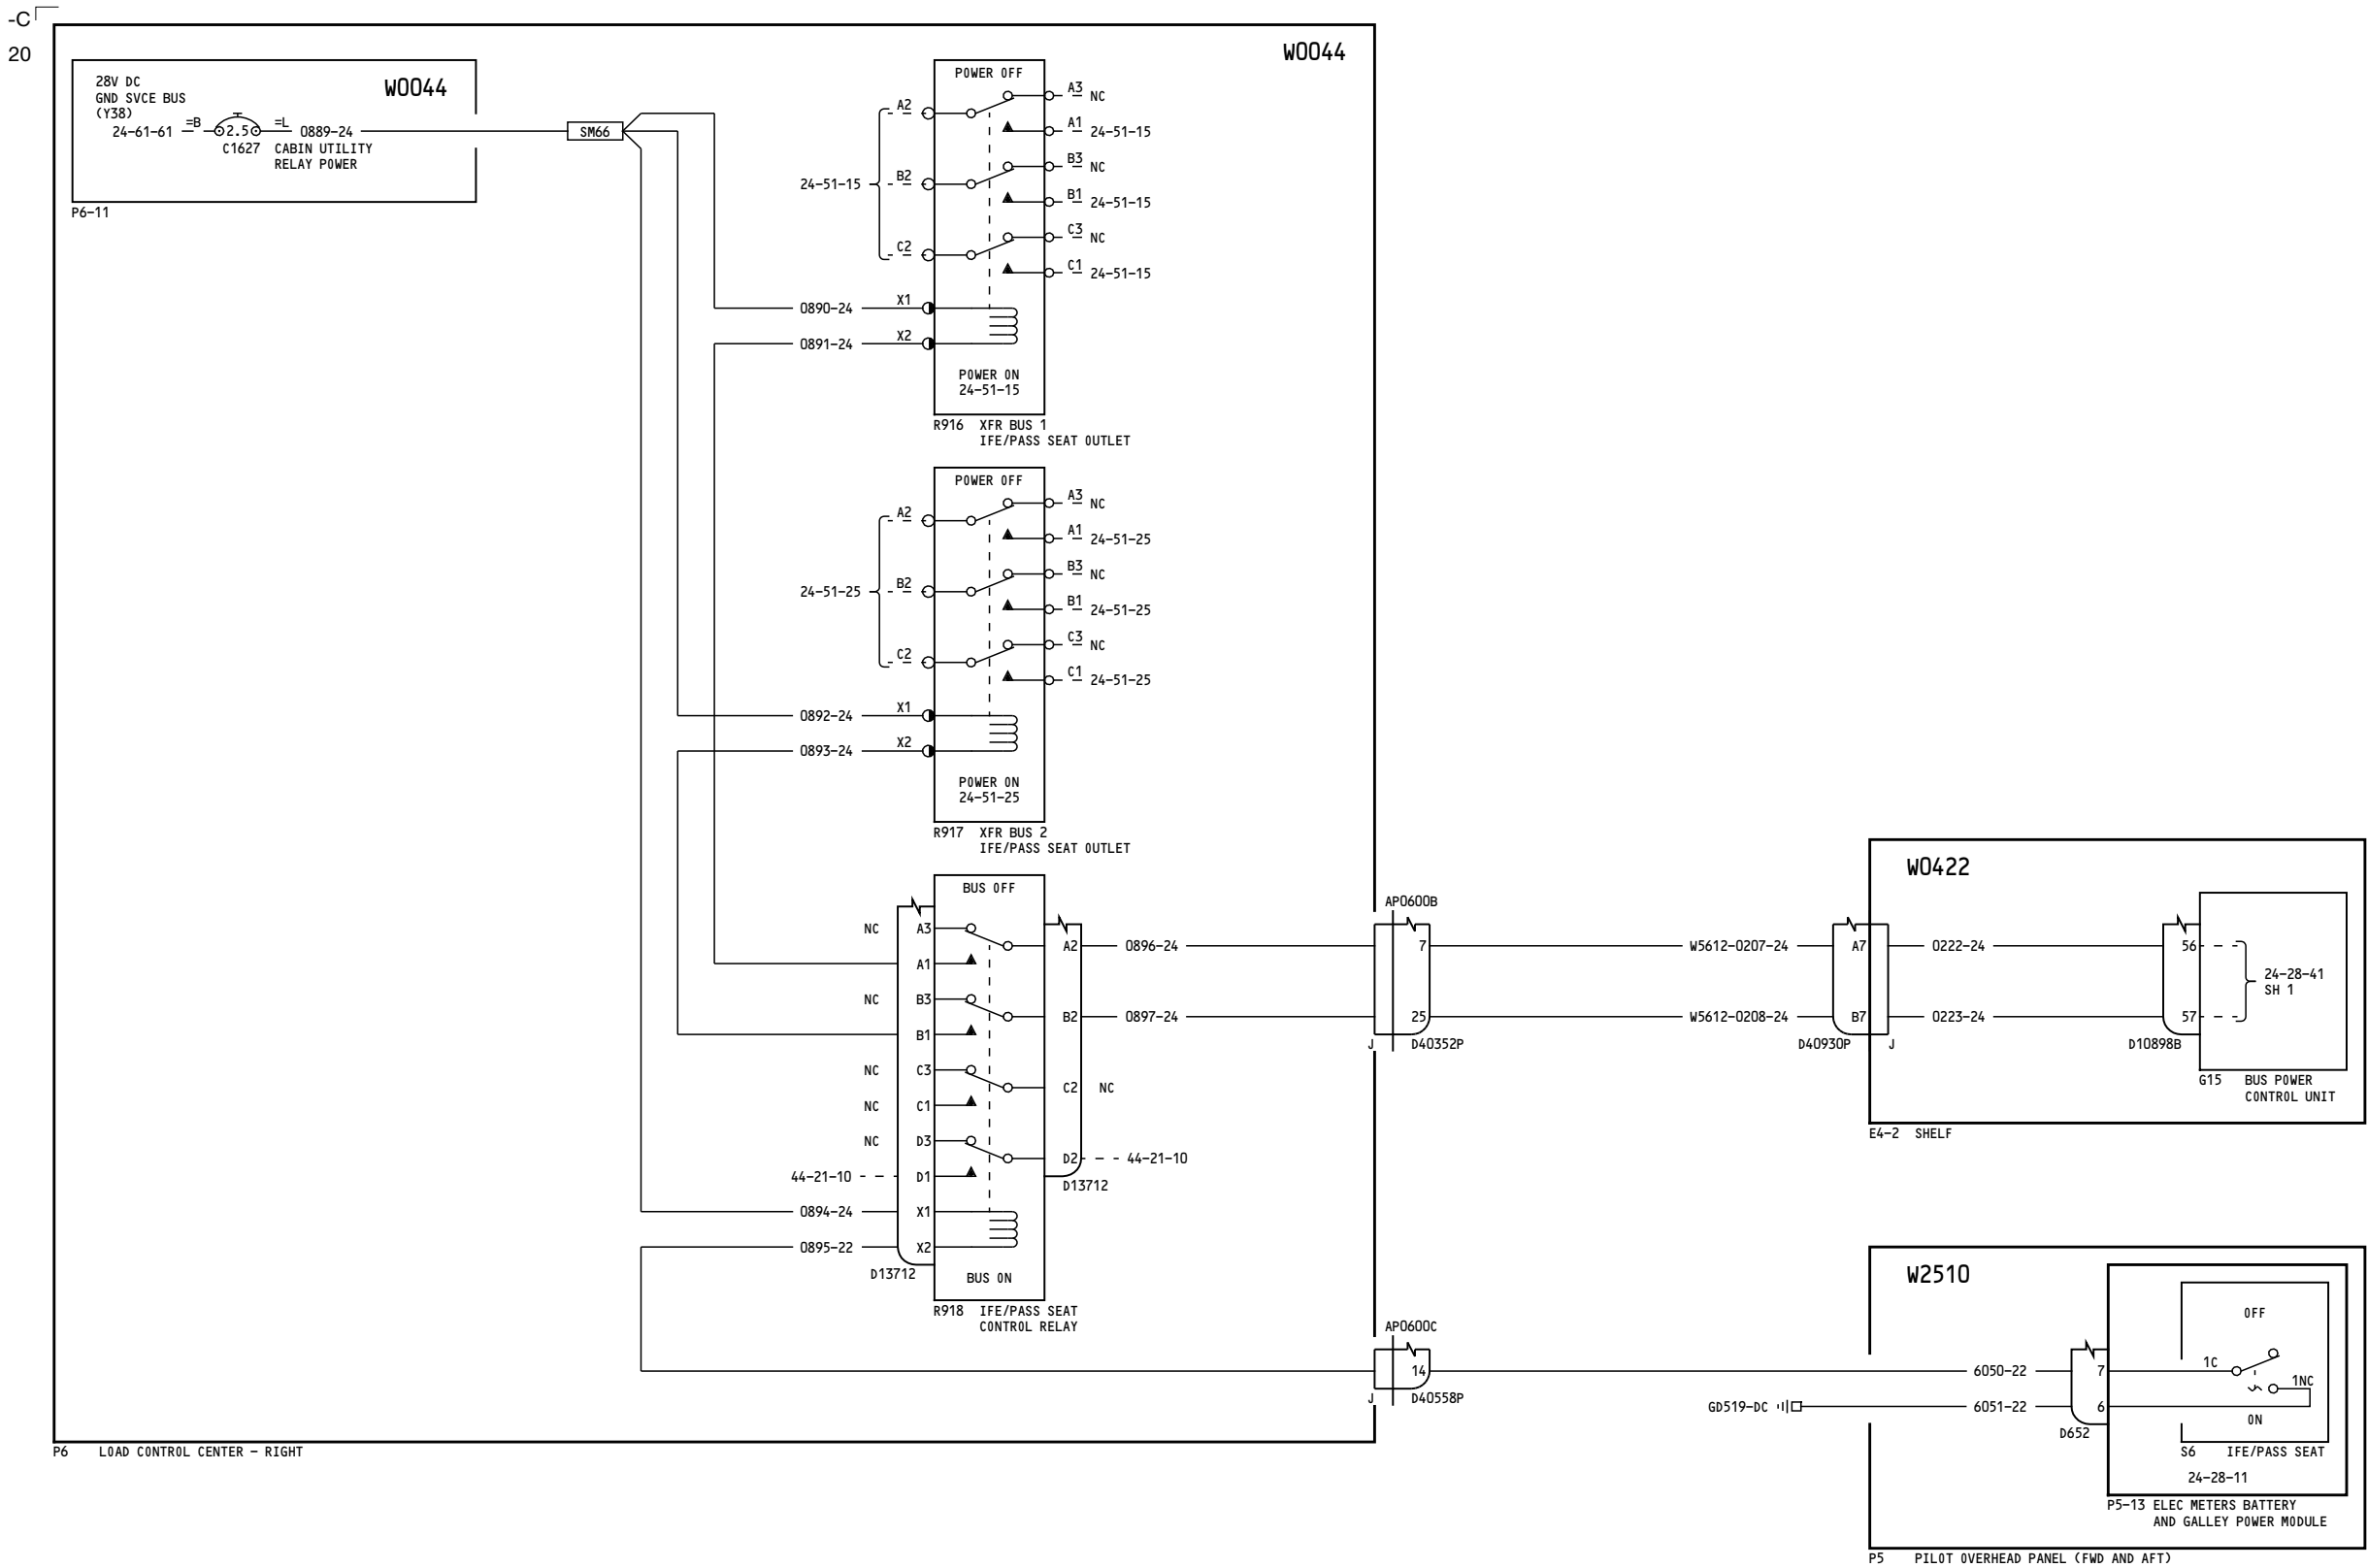 -C
20
W0044
W0044
28V DC
GND SVCE BUS
(Y38)
24-61-61
=B
2.5
=L
0889-24
C1627
CABIN UTILITY
RELAY POWER
P6-11
SM66
POWER OFF
A2
A3
NC
A1
24-51-15
24-51-15
B2
B3
NC
B1
24-51-15
C2
C3
NC
C1
24-51-15
0890-24
X1
0891-24
X2
POWER ON
24-51-15
R916
XFR BUS 1
IFE/PASS SEAT OUTLET
POWER OFF
A2
A3
NC
A1
24-51-25
24-51-25
B2
B3
NC
B1
24-51-25
C2
C3
NC
C1
24-51-25
0892-24
X1
0893-24
X2
POWER ON
24-51-25
R917
XFR BUS 2
IFE/PASS SEAT OUTLET
BUS OFF
NC
A3
A1
NC
B3
B1
NC
C3
NC
C1
NC
D3
44-21-10
D1
0894-24
X1
0895-22
X2
D13712
BUS ON
A2
0896-24
B2
0897-24
C2
NC
D2
44-21-10
D13712
R918
IFE/PASS SEAT
CONTROL RELAY
AP0600B
7
25
J
D40352P
W5612-0207-24
W5612-0208-24
A7
B7
D40930P
J
W0422
0222-24
0223-24
56
57
D10898B
24-28-41
SH 1
G15
BUS POWER
CONTROL UNIT
E4-2
SHELF
AP0600C
14
J
D40558P
W2510
6050-22
GD519-DC
6051-22
7
6
D652
OFF
1C
1NC
ON
S6
IFE/PASS SEAT
24-28-11
P5-13
ELEC METERS BATTERY
AND GALLEY POWER MODULE
P5
PILOT OVERHEAD PANEL (FWD AND AFT)
P6
LOAD CONTROL CENTER - RIGHT